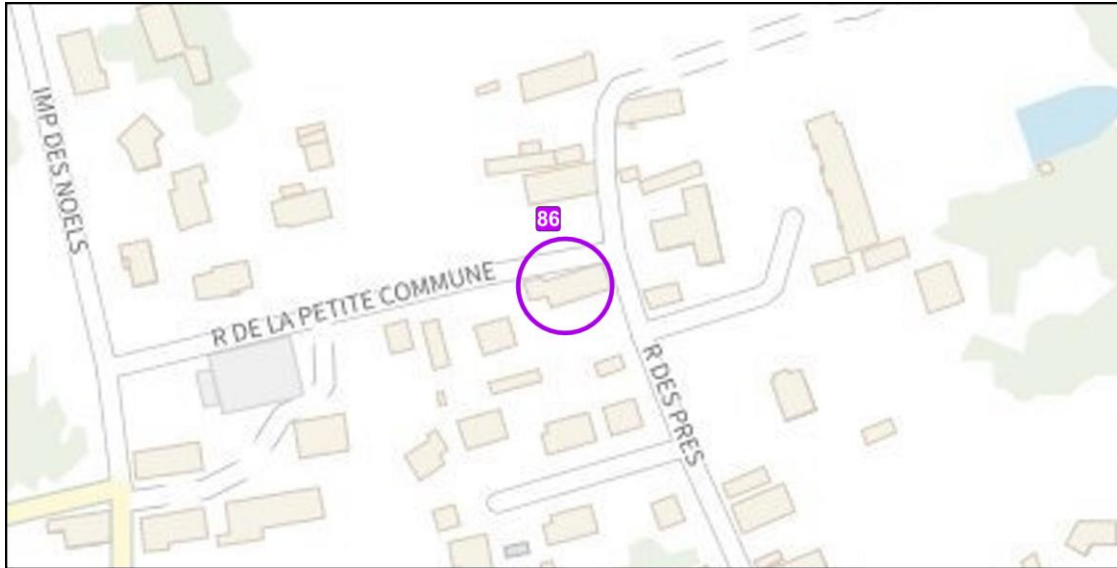 IMP DES NOELS
86
R DE LA PETITE COMMUNE
R DES PRES